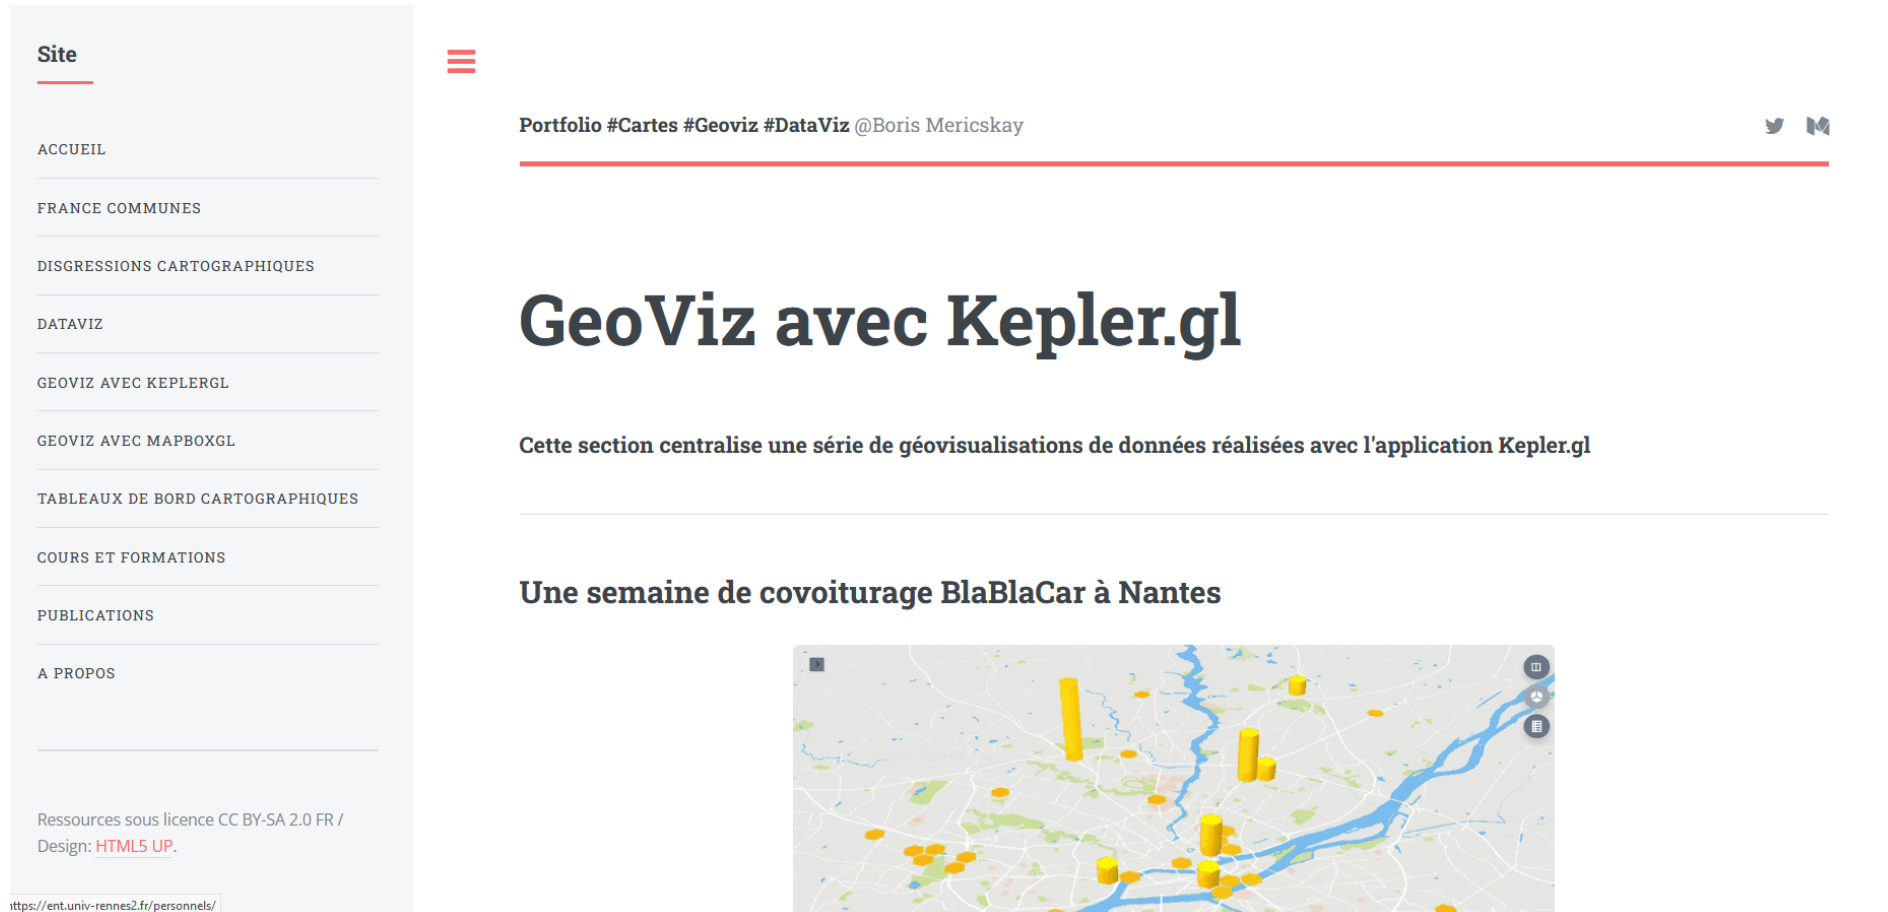 Site
ACCUEIL
FRANCE COMMUNES
DISGRESSIONS CARTOGRAPHIQUES
DATAVIZ
GEOVIZ AVEC KEPLERGL
GEOVIZ AVEC MAPBOXGL
TABLEAUX DE BORD CARTOGRAPHIQUES
COURS ET FORMATIONS
PUBLICATIONS
A PROPOS
Ressources sous licence CC BY-SA 2.0 FR /
Design: HTML5 UP.
https://ent.univ-rennes2.fr/personnels/
Portfolio #Cartes #Geoviz #DataViz @Boris Mericskay
GeoViz avec Kepler.gl
Cette section centralise une série de géovisualisations de données réalisées avec l'application Kepler.gl
Une semaine de covoiturage BlaBlaCar à Nantes